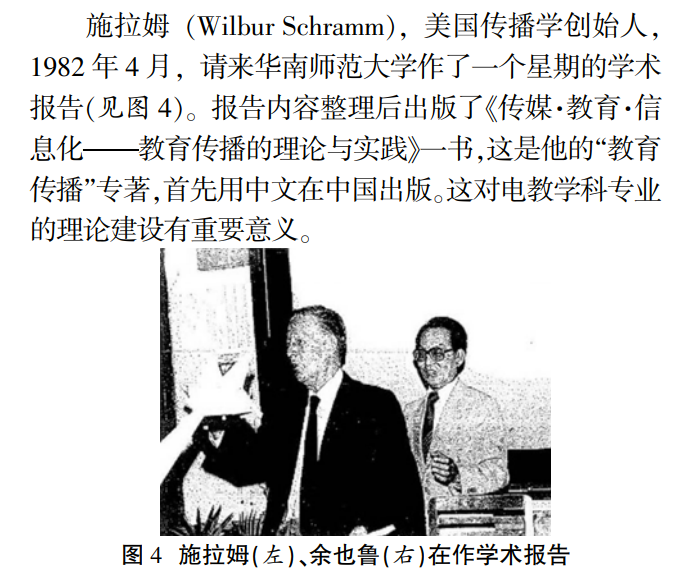 施拉姆 (Wilbur Schramm)，美国传播学创始人，
1982 年 4 月，请来华南师范大学作了一个星期的学术
报告(见图 4)。报告内容整理后出版了《传媒·教育·信
息化——教育传播的理论与实践》一书,这是他的“教育
传播”专著,首先用中文在中国出版。这对电教学科专业
的理论建设有重要意义。
图 4 施拉姆(左)、余也鲁(右)在作学术报告